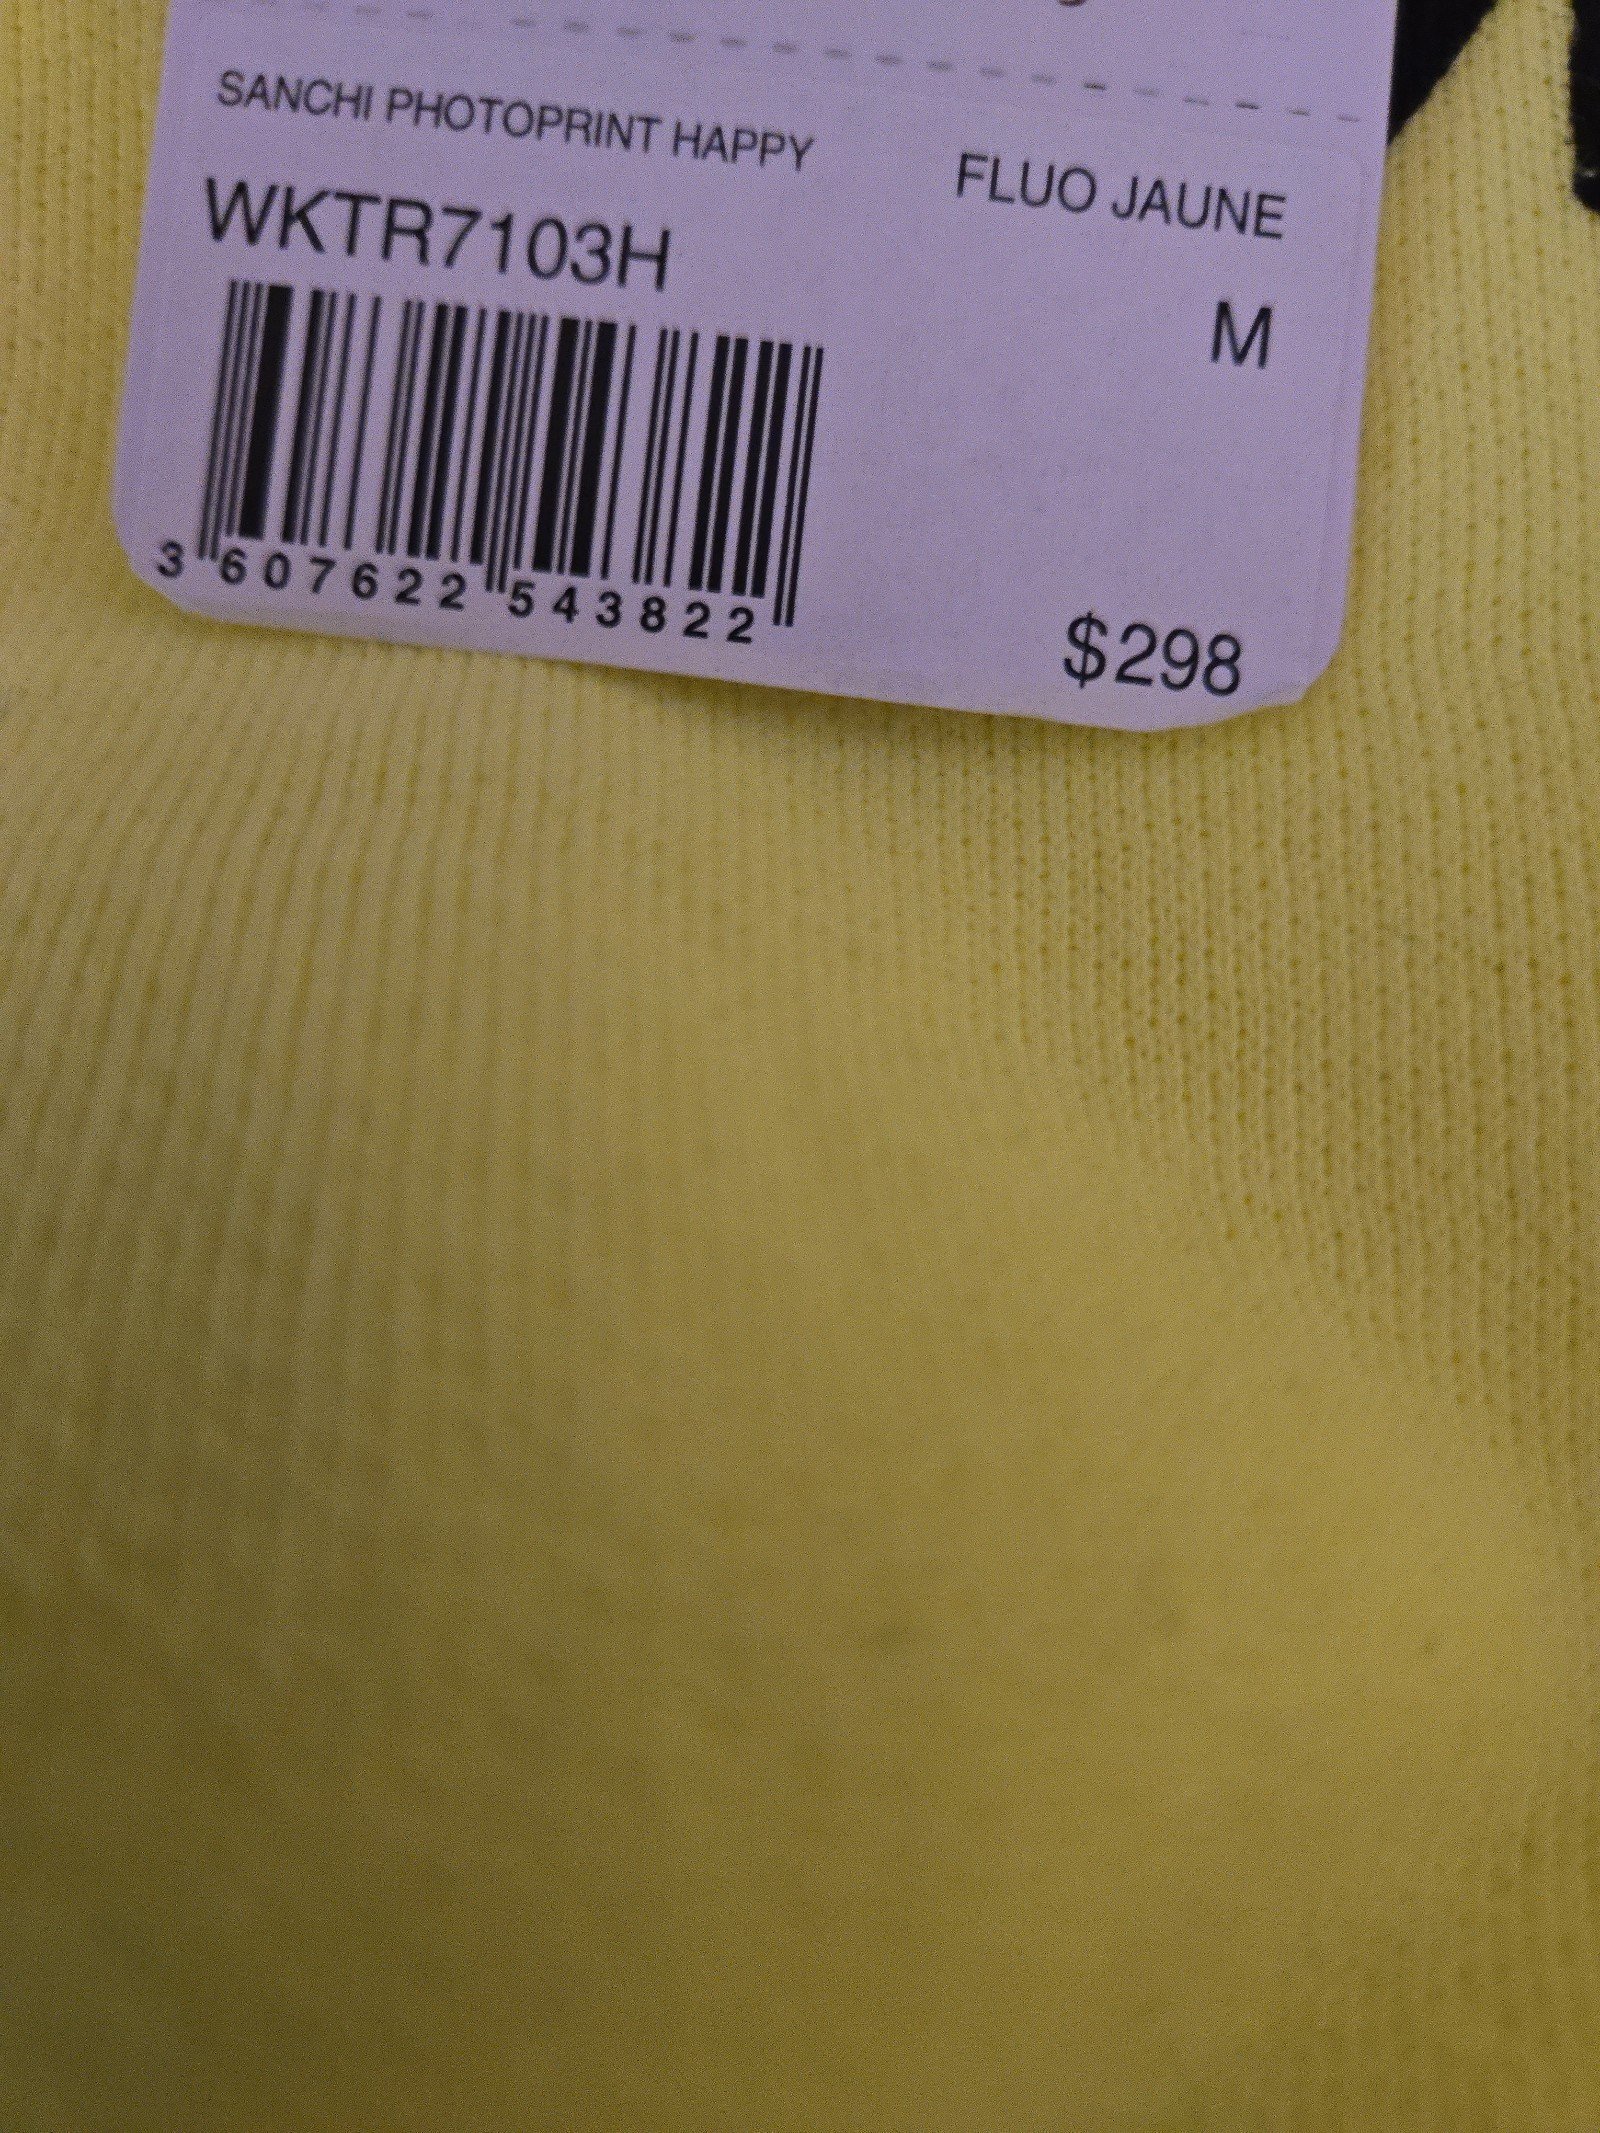 SANCHI PHOTOPRINT HAPPY
FLUO JAUNE
WKTR7103H
M
3 607622 543822
$298